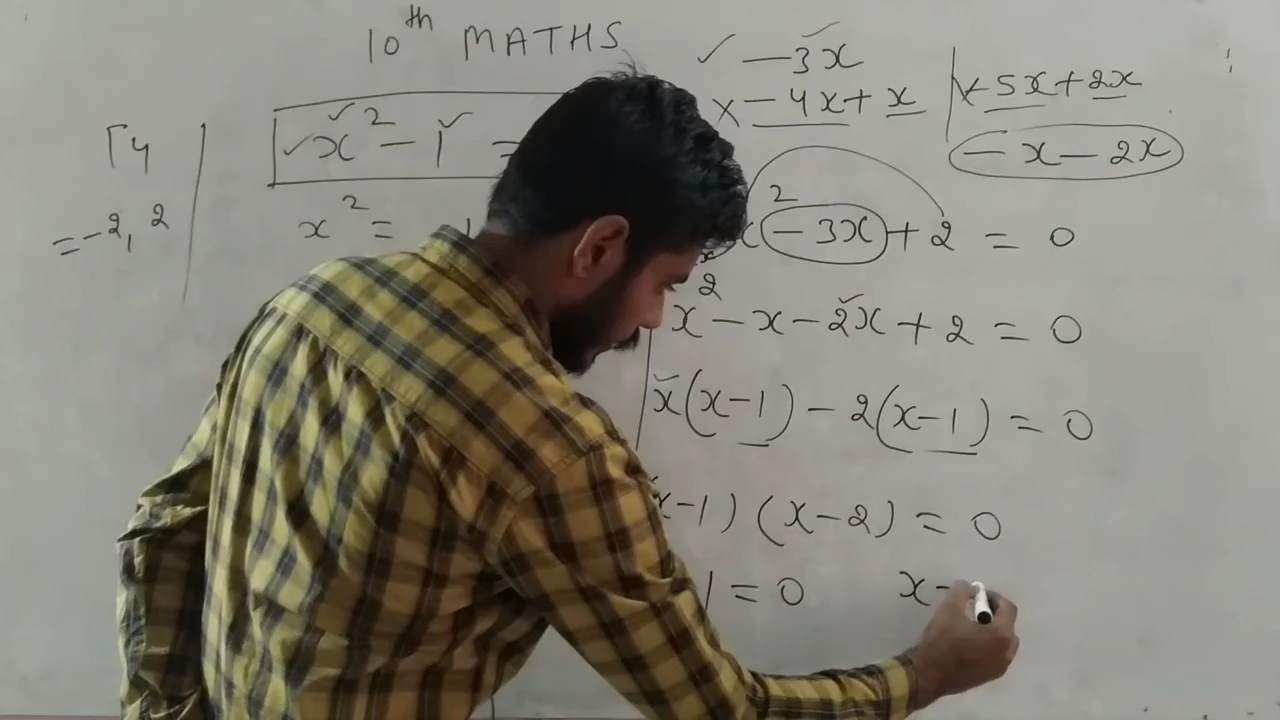 10th MATHS
√4
= -2, 2
x² - 1 =
x² =
✓ -3x
× -4x + x
× -5x + 2x
-x - 2x
- 3x + 2 = 0
x² - x - 2x + 2 = 0
x(x-1) - 2(x-1) = 0
x-1) (x-2) = 0
1 = 0 x-